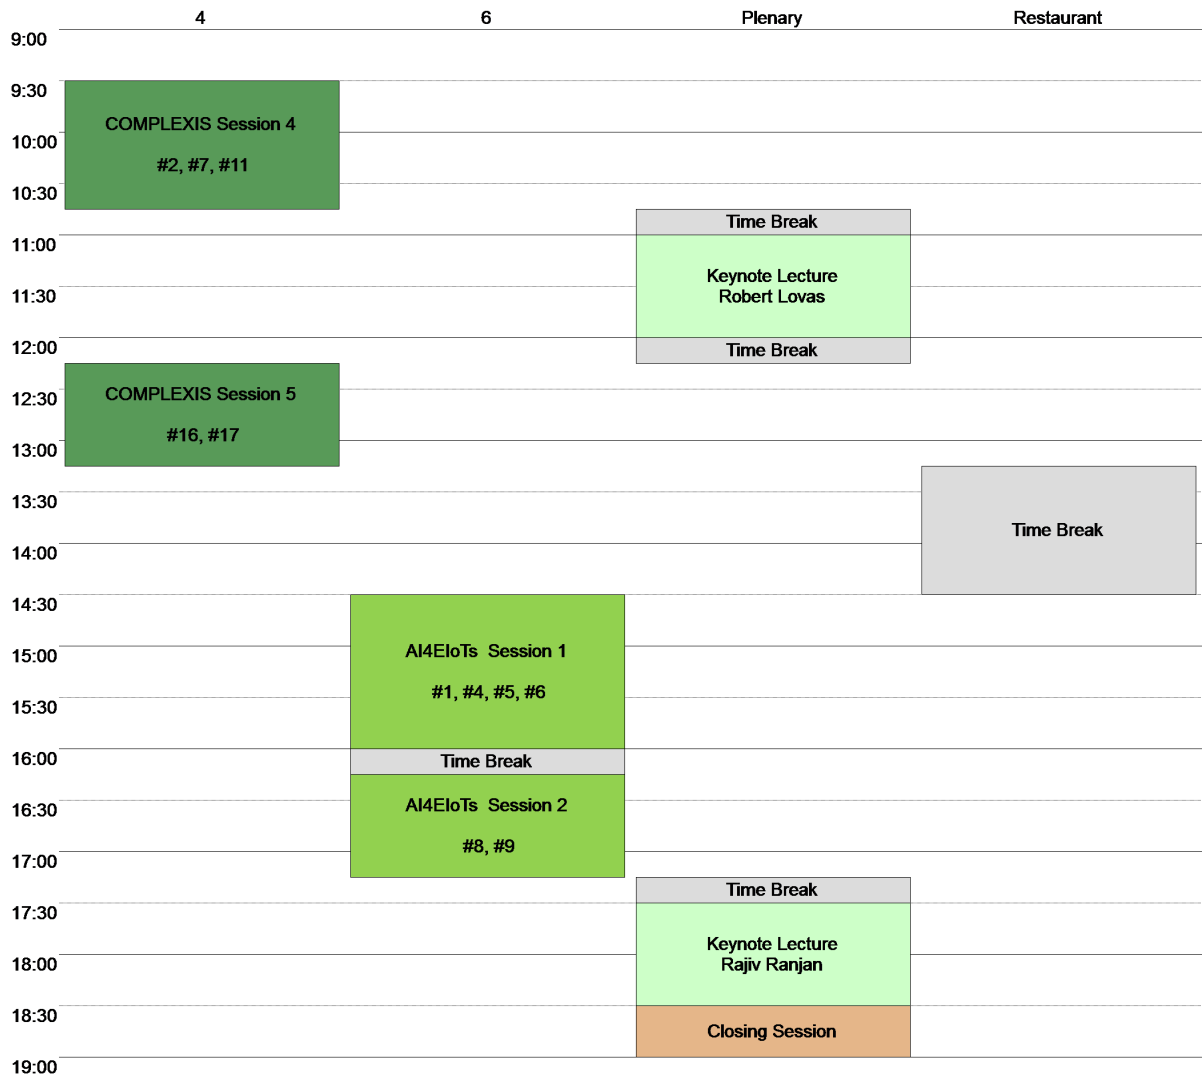 4 6 Plenary Restaurant
9:00
9:30
COMPLEXIS Session 4
10:00
#2, #7, #11
10:30
Time Break
11:00
Keynote Lecture
Robert Lovas
11:30
12:00
Time Break
12:30
COMPLEXIS Session 5
#16, #17
13:00
13:30
Time Break
14:00
14:30
15:00
AI4EIoTs  Session 1
#1, #4, #5, #6
15:30
16:00
Time Break
16:30
AI4EIoTs  Session 2
#8, #9
17:00
Time Break
17:30
Keynote Lecture
Rajiv Ranjan
18:00
18:30
Closing Session
19:00